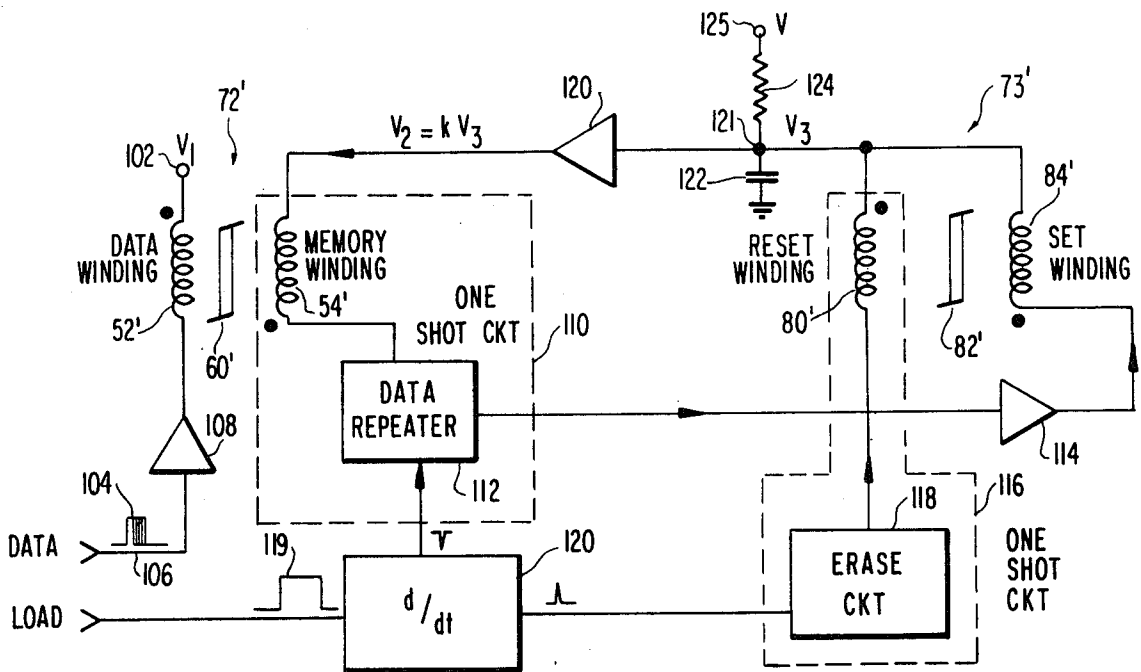 125 V
124
73'
72'
120
121
V₃
V₂ = k V₃
102
V₁
122
84'
DATA
WINDING
MEMORY
WINDING
RESET
WINDING
SET
WINDING
52'
54'
80'
60'
82'
ONE
SHOT CKT
110
DATA
REPEATER
108
112
114
104
118
116
DATA
106
119
120
ERASE
CKT
ONE
SHOT
CKT
LOAD
d/dt